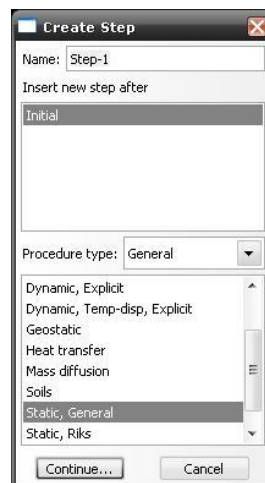 Create Step
Name: Step-1
Insert new step after
Initial
Procedure type: General
Dynamic, Explicit
Dynamic, Temp-disp, Explicit
Geostatic
Heat transfer
Mass diffusion
Soils
Static, General
Static, Riks
Continue... Cancel